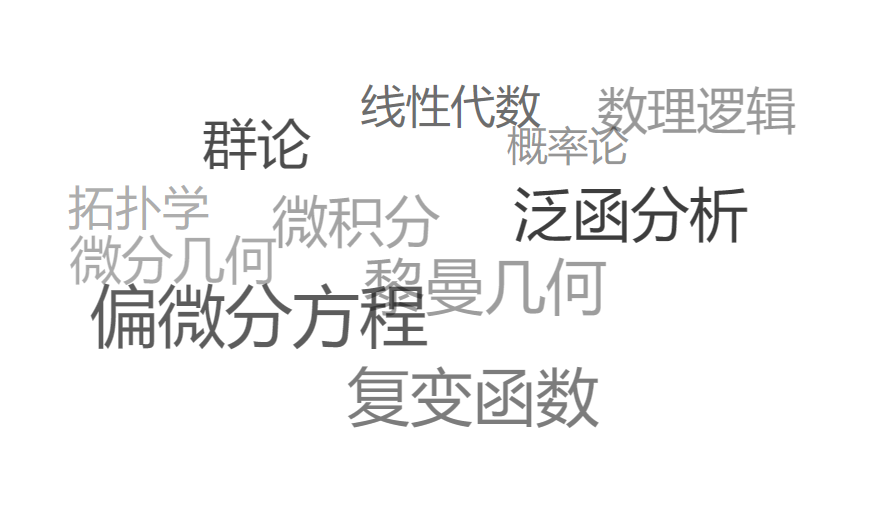 线性代数
数理逻辑
群论
概率论
拓扑学
微积分
泛函分析
微分几何
黎曼几何
偏微分方程
复变函数